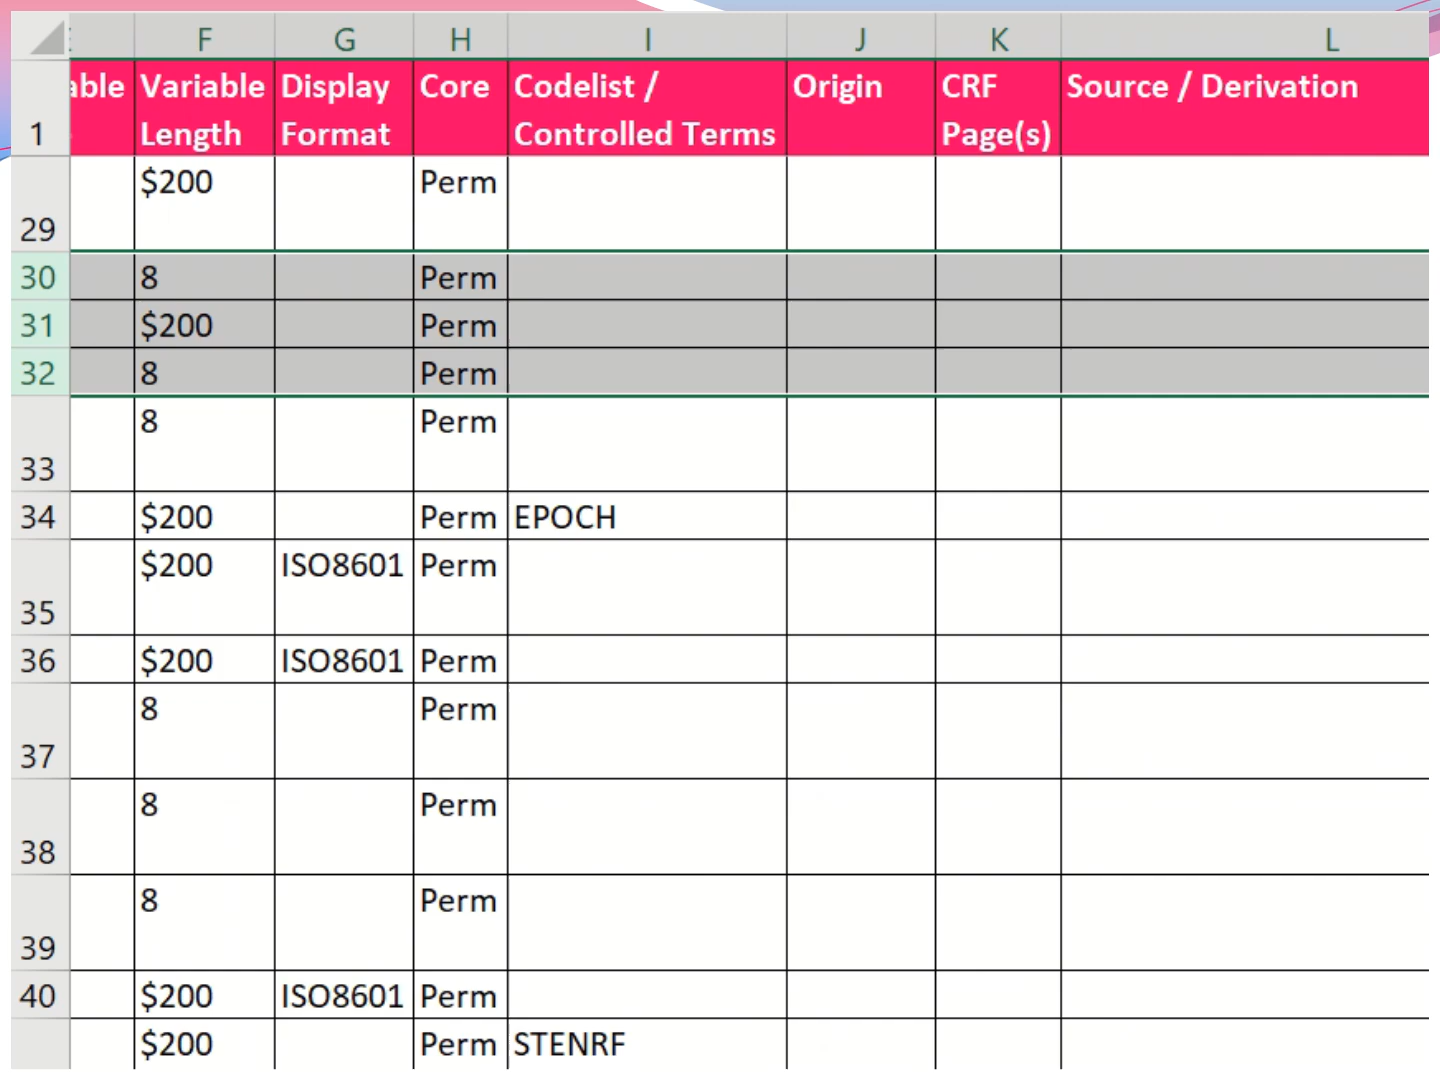 F G H I J K L
1 able Variable Length Display Format Core Codelist / Controlled Terms Origin CRF Page(s) Source / Derivation
29 $200 Perm
30 8 Perm
31 $200 Perm
32 8 Perm
33 8 Perm
34 $200 Perm EPOCH
35 $200 ISO8601 Perm
36 $200 ISO8601 Perm
37 8 Perm
38 8 Perm
39 8 Perm
40 $200 ISO8601 Perm
$200 Perm STENRF